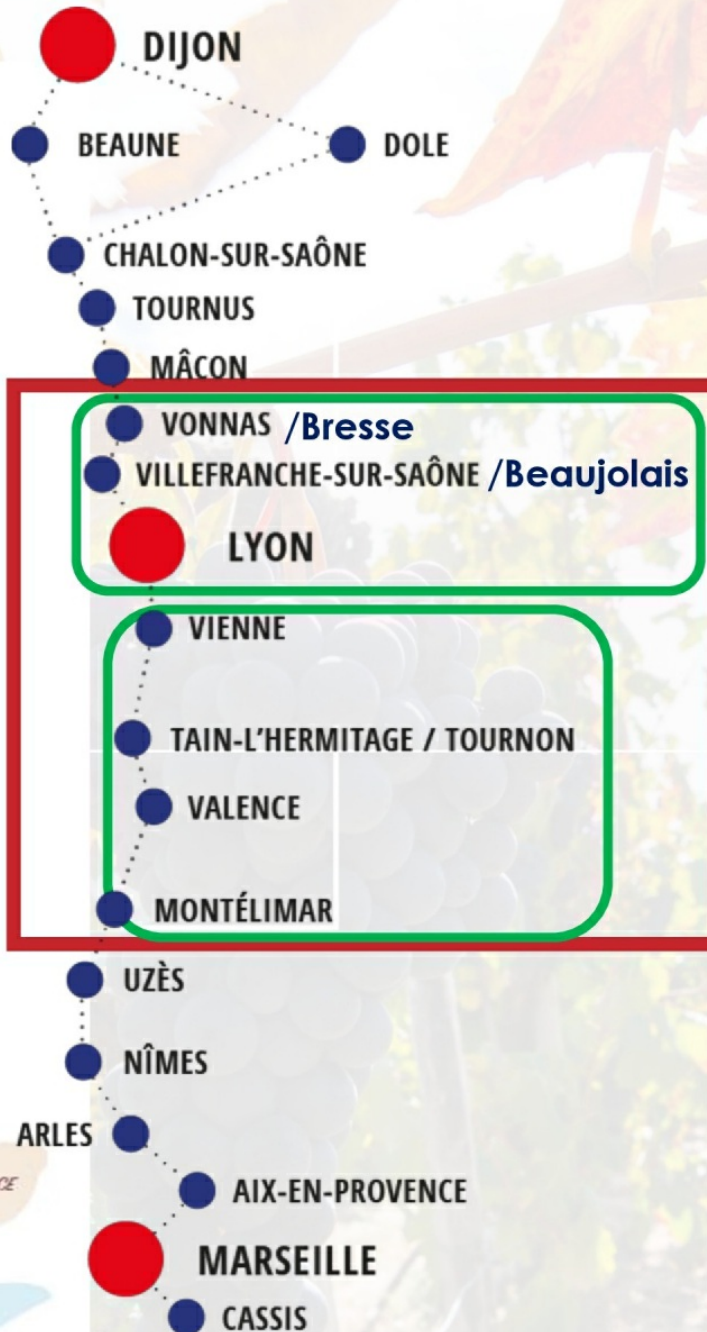 DIJON
BEAUNE
DOLE
CHALON-SUR-SAÔNE
TOURNUS
MÂCON
VONNAS /Bresse
VILLEFRANCHE-SUR-SAÔNE /Beaujolais
LYON
VIENNE
TAIN-L'HERMITAGE / TOURNON
VALENCE
MONTÉLIMAR
UZÈS
NÎMES
ARLES
AIX-EN-PROVENCE
MARSEILLE
CASSIS